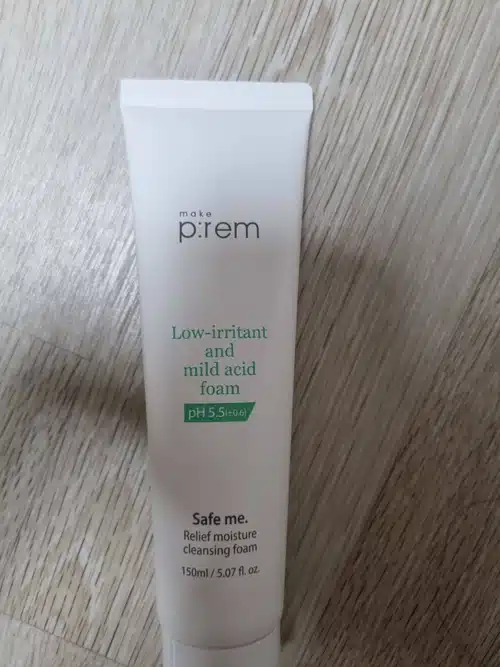 make
p:rem
Low-irritant
and
mild acid
foam
pH 5.5(±0.6)
Safe me.
Relief moisture
cleansing foam
150ml / 5.07 fl. oz.